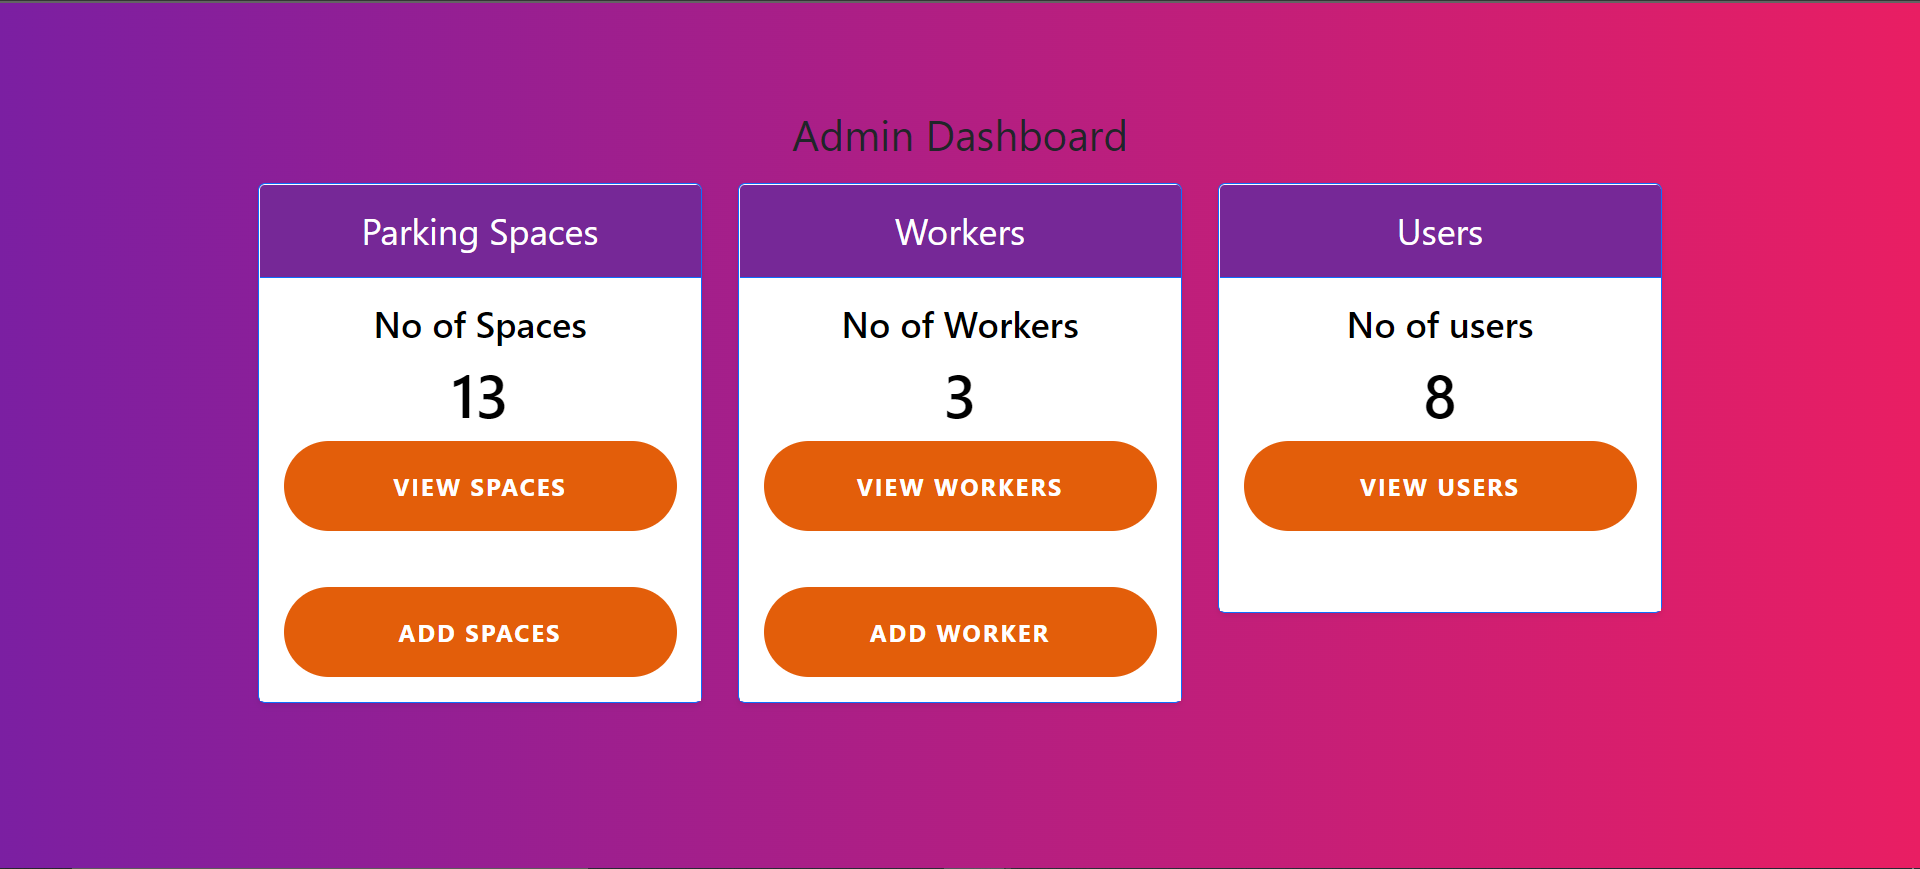 Admin Dashboard
Parking Spaces
No of Spaces
13
VIEW SPACES
ADD SPACES
Workers
No of Workers
3
VIEW WORKERS
ADD WORKER
Users
No of users
8
VIEW USERS